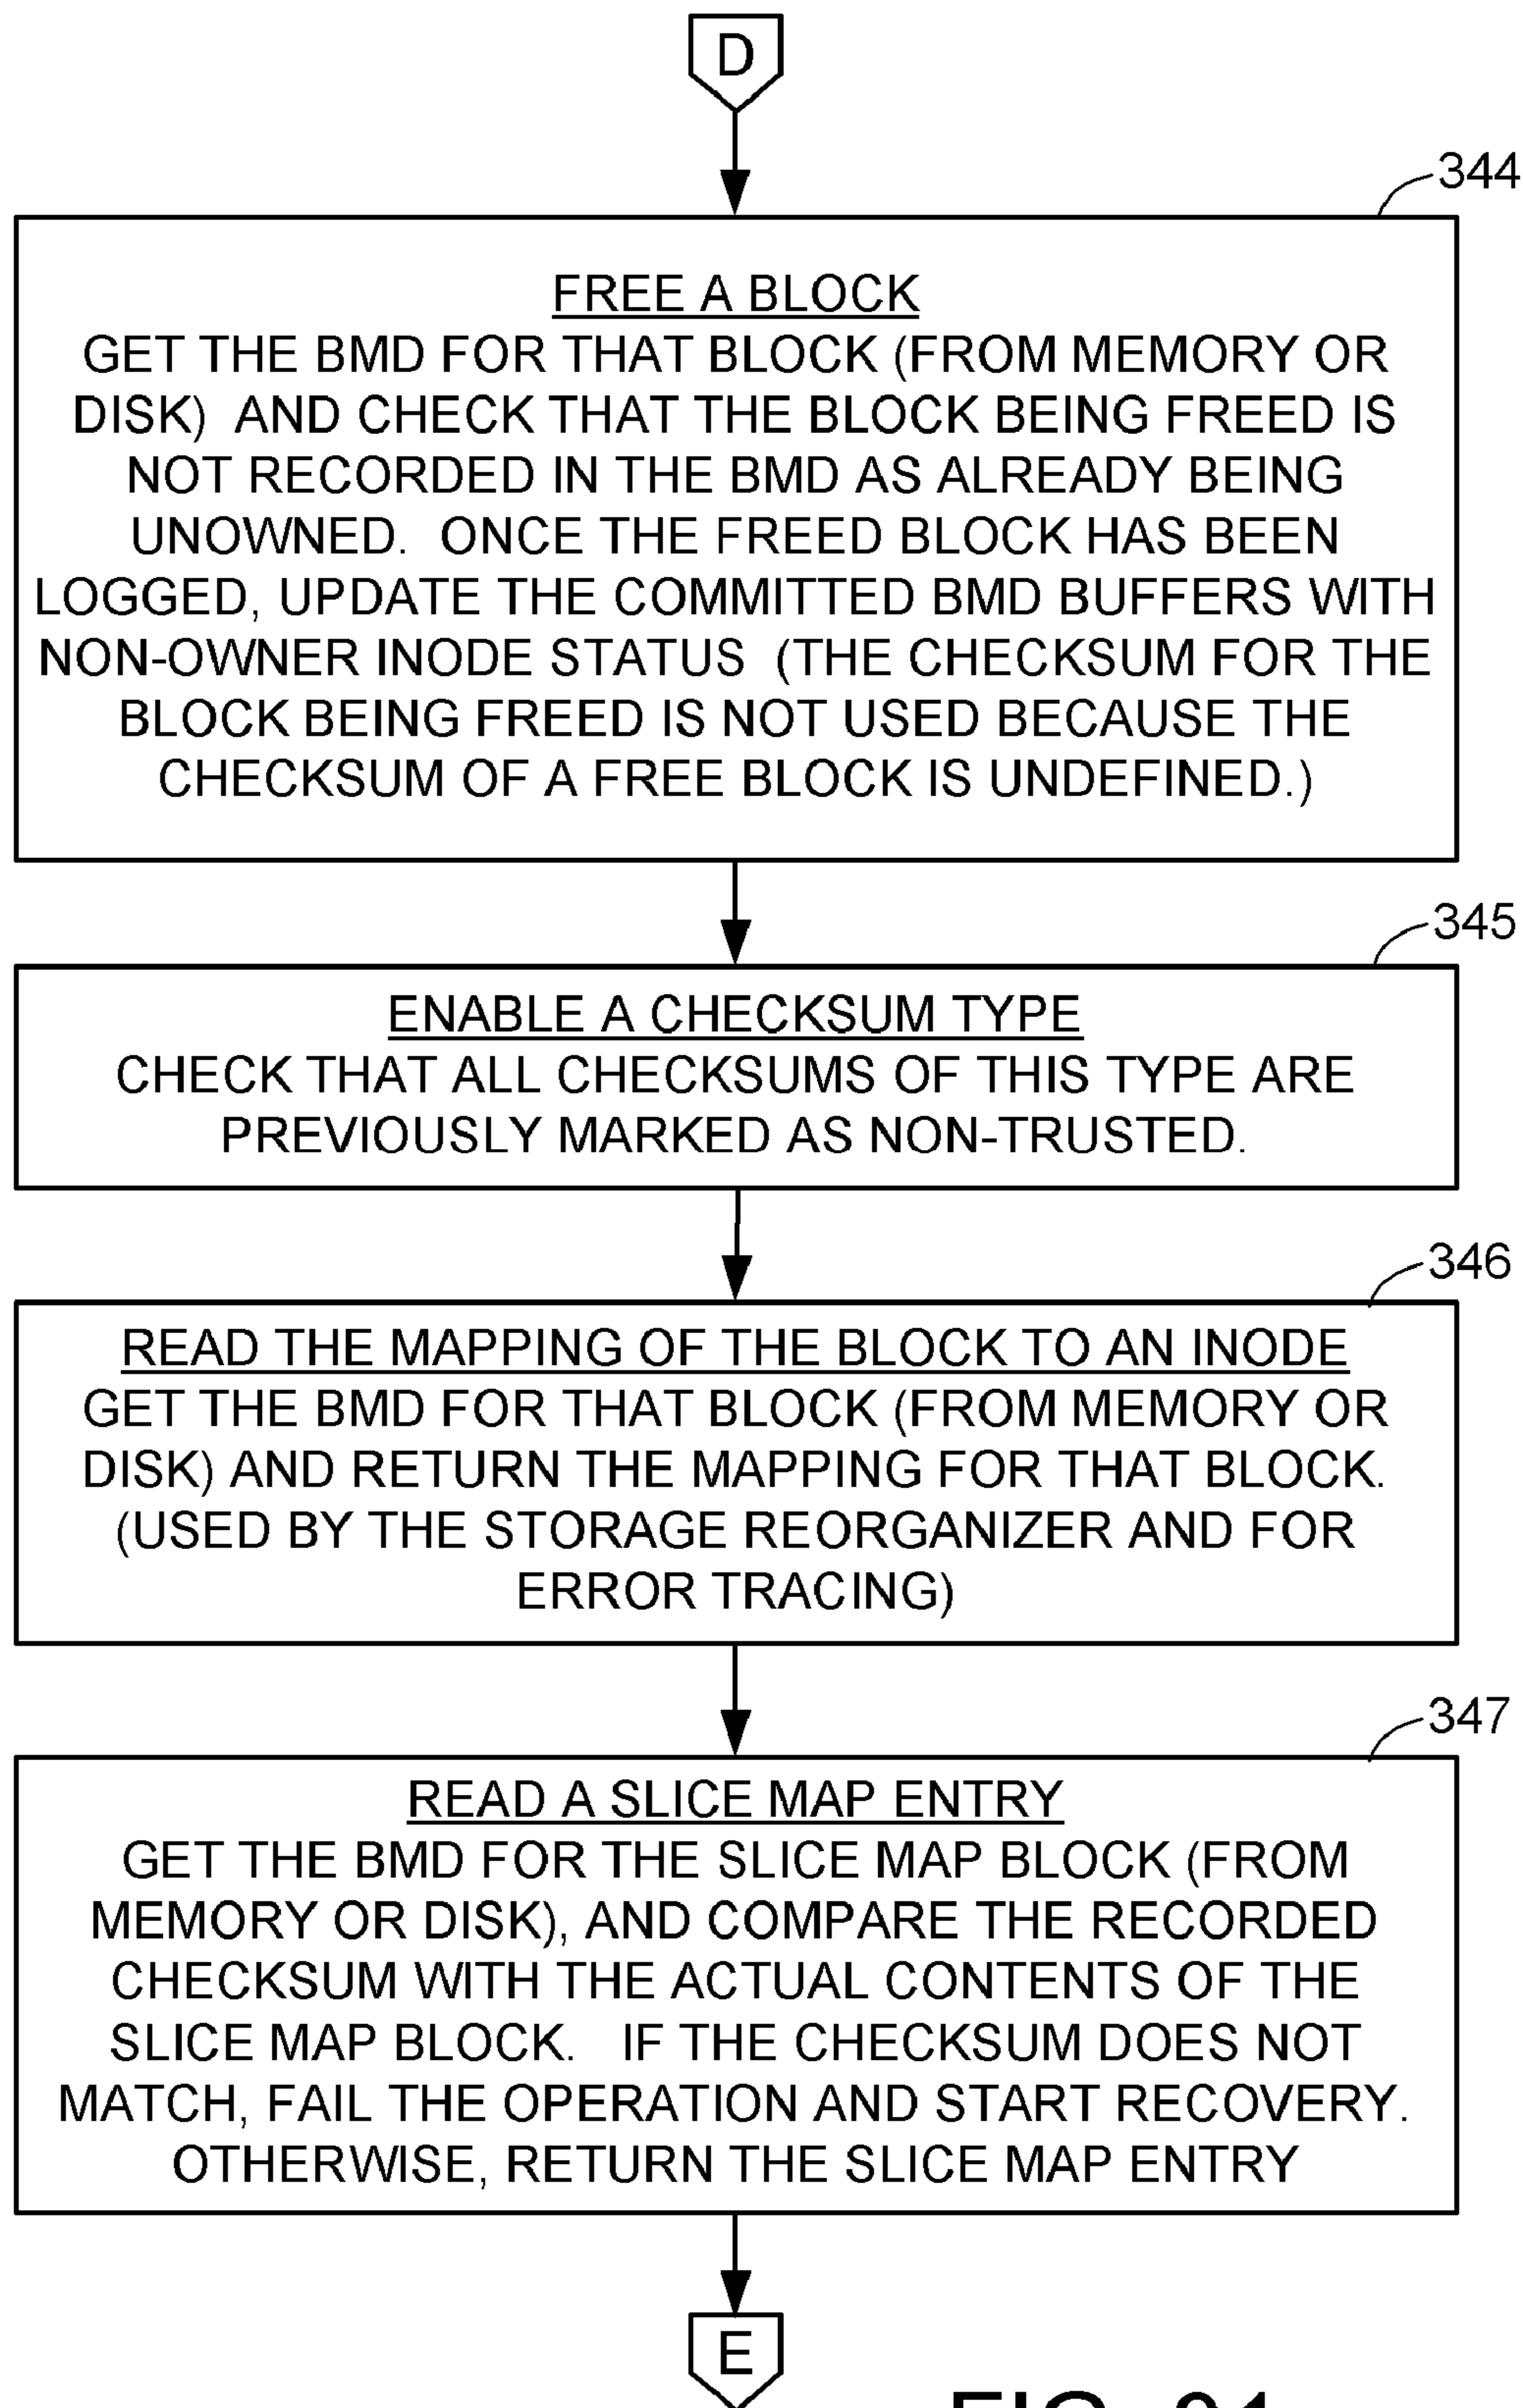 D
344
FREE A BLOCK
GET THE BMD FOR THAT BLOCK (FROM MEMORY OR
DISK) AND CHECK THAT THE BLOCK BEING FREED IS
NOT RECORDED IN THE BMD AS ALREADY BEING
UNOWNED. ONCE THE FREED BLOCK HAS BEEN
LOGGED, UPDATE THE COMMITTED BMD BUFFERS WITH
NON-OWNER INODE STATUS (THE CHECKSUM FOR THE
BLOCK BEING FREED IS NOT USED BECAUSE THE
CHECKSUM OF A FREE BLOCK IS UNDEFINED.)
345
ENABLE A CHECKSUM TYPE
CHECK THAT ALL CHECKSUMS OF THIS TYPE ARE
PREVIOUSLY MARKED AS NON-TRUSTED.
346
READ THE MAPPING OF THE BLOCK TO AN INODE
GET THE BMD FOR THAT BLOCK (FROM MEMORY OR
DISK) AND RETURN THE MAPPING FOR THAT BLOCK.
(USED BY THE STORAGE REORGANIZER AND FOR
ERROR TRACING)
347
READ A SLICE MAP ENTRY
GET THE BMD FOR THE SLICE MAP BLOCK (FROM
MEMORY OR DISK), AND COMPARE THE RECORDED
CHECKSUM WITH THE ACTUAL CONTENTS OF THE
SLICE MAP BLOCK. IF THE CHECKSUM DOES NOT
MATCH, FAIL THE OPERATION AND START RECOVERY.
OTHERWISE, RETURN THE SLICE MAP ENTRY
E